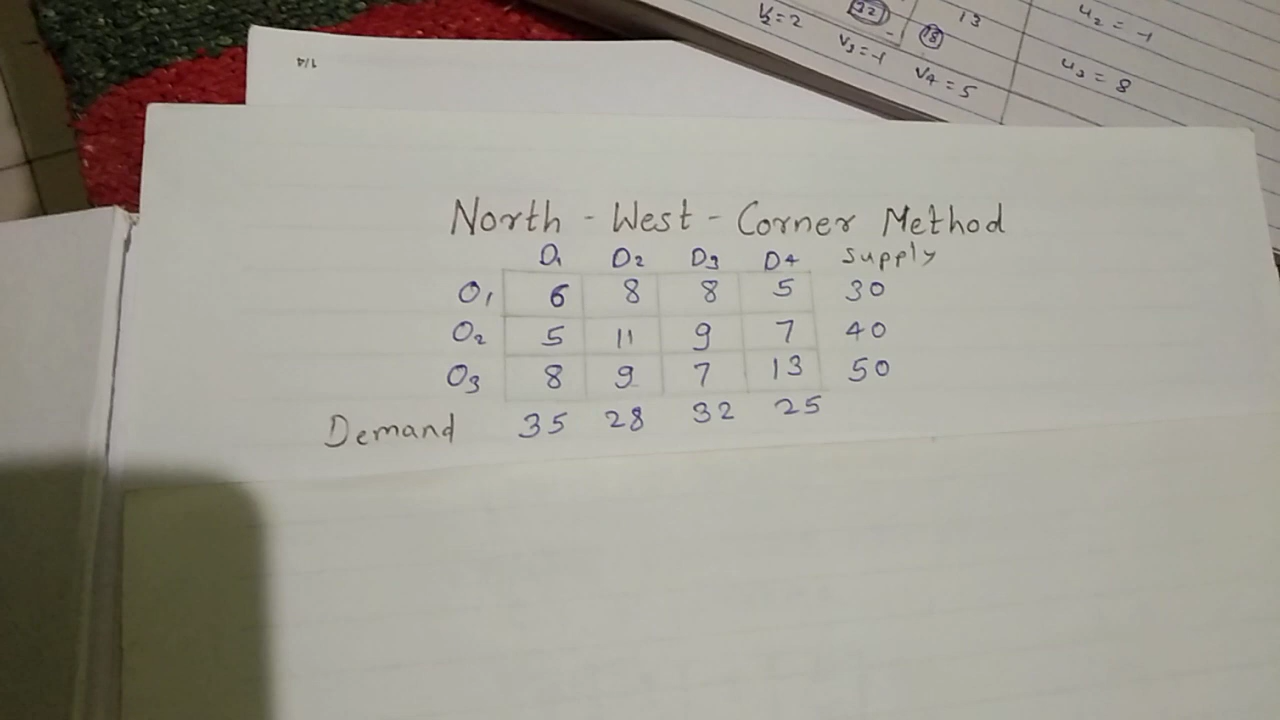 V₂=2
V₃=-1
V₄=5
13
u₂=-1
u₃=8
1/4
North - West - Corner Method
D₁ D₂ D₃ D4 Supply
O₁ 6 8 8 5 30
O₂ 5 11 9 7 40
O₃ 8 9 7 13 50
Demand 35 28 32 25